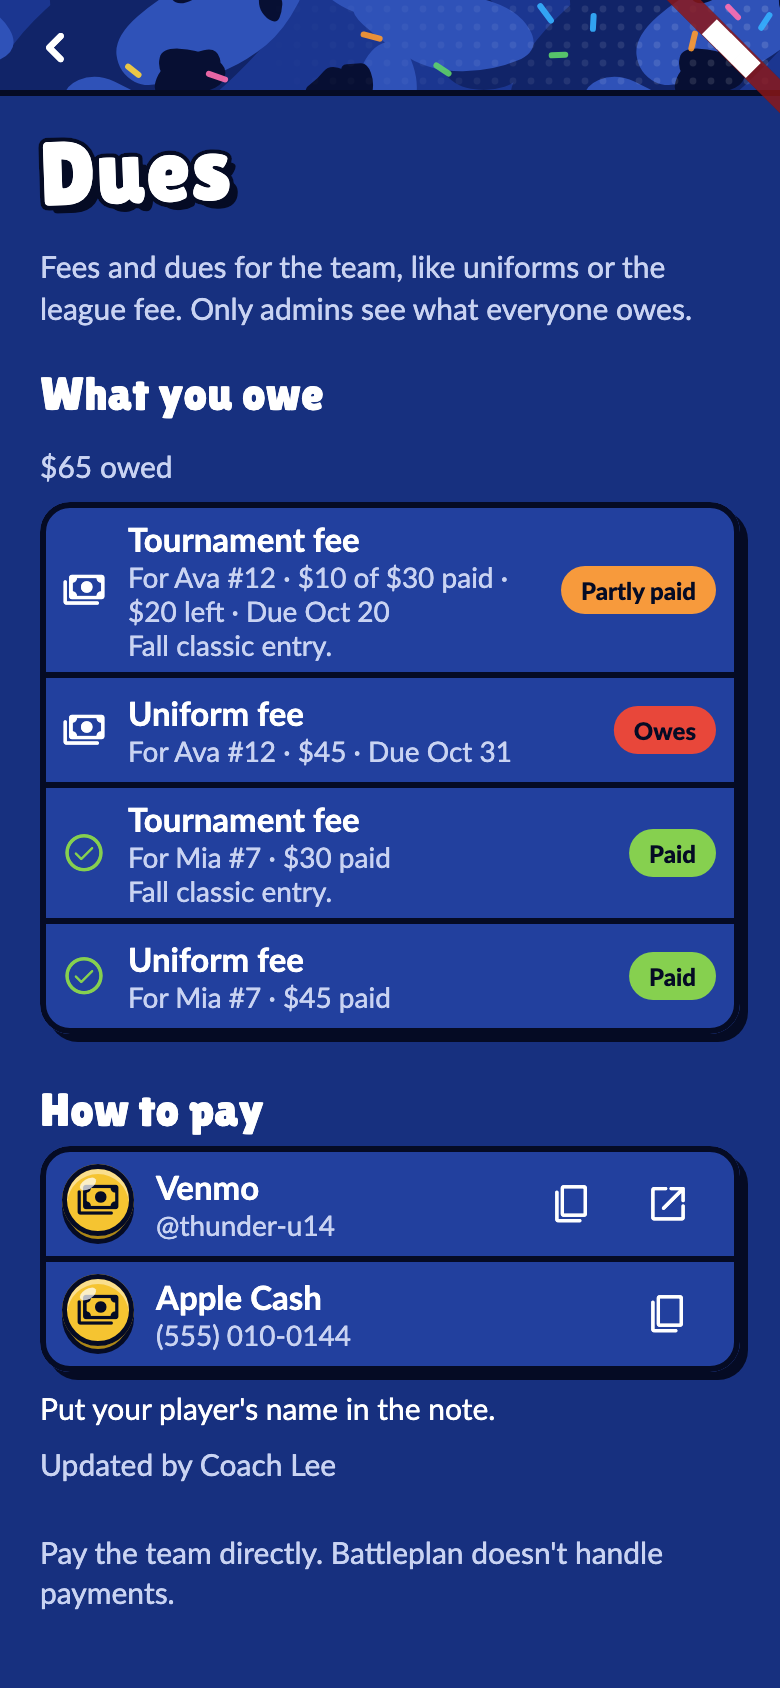 Dues
Fees and dues for the team, like uniforms or the
league fee. Only admins see what everyone owes.
What you owe
$65 owed
Tournament fee
For Ava #12 · $10 of $30 paid ·
$20 left · Due Oct 20
Fall classic entry.
Partly paid
Uniform fee
For Ava #12 · $45 · Due Oct 31
Owes
Tournament fee
For Mia #7 · $30 paid
Fall classic entry.
Paid
Uniform fee
For Mia #7 · $45 paid
Paid
How to pay
Venmo
@thunder-u14
Apple Cash
(555) 010-0144
Put your player's name in the note.
Updated by Coach Lee
Pay the team directly. Battleplan doesn't handle
payments.